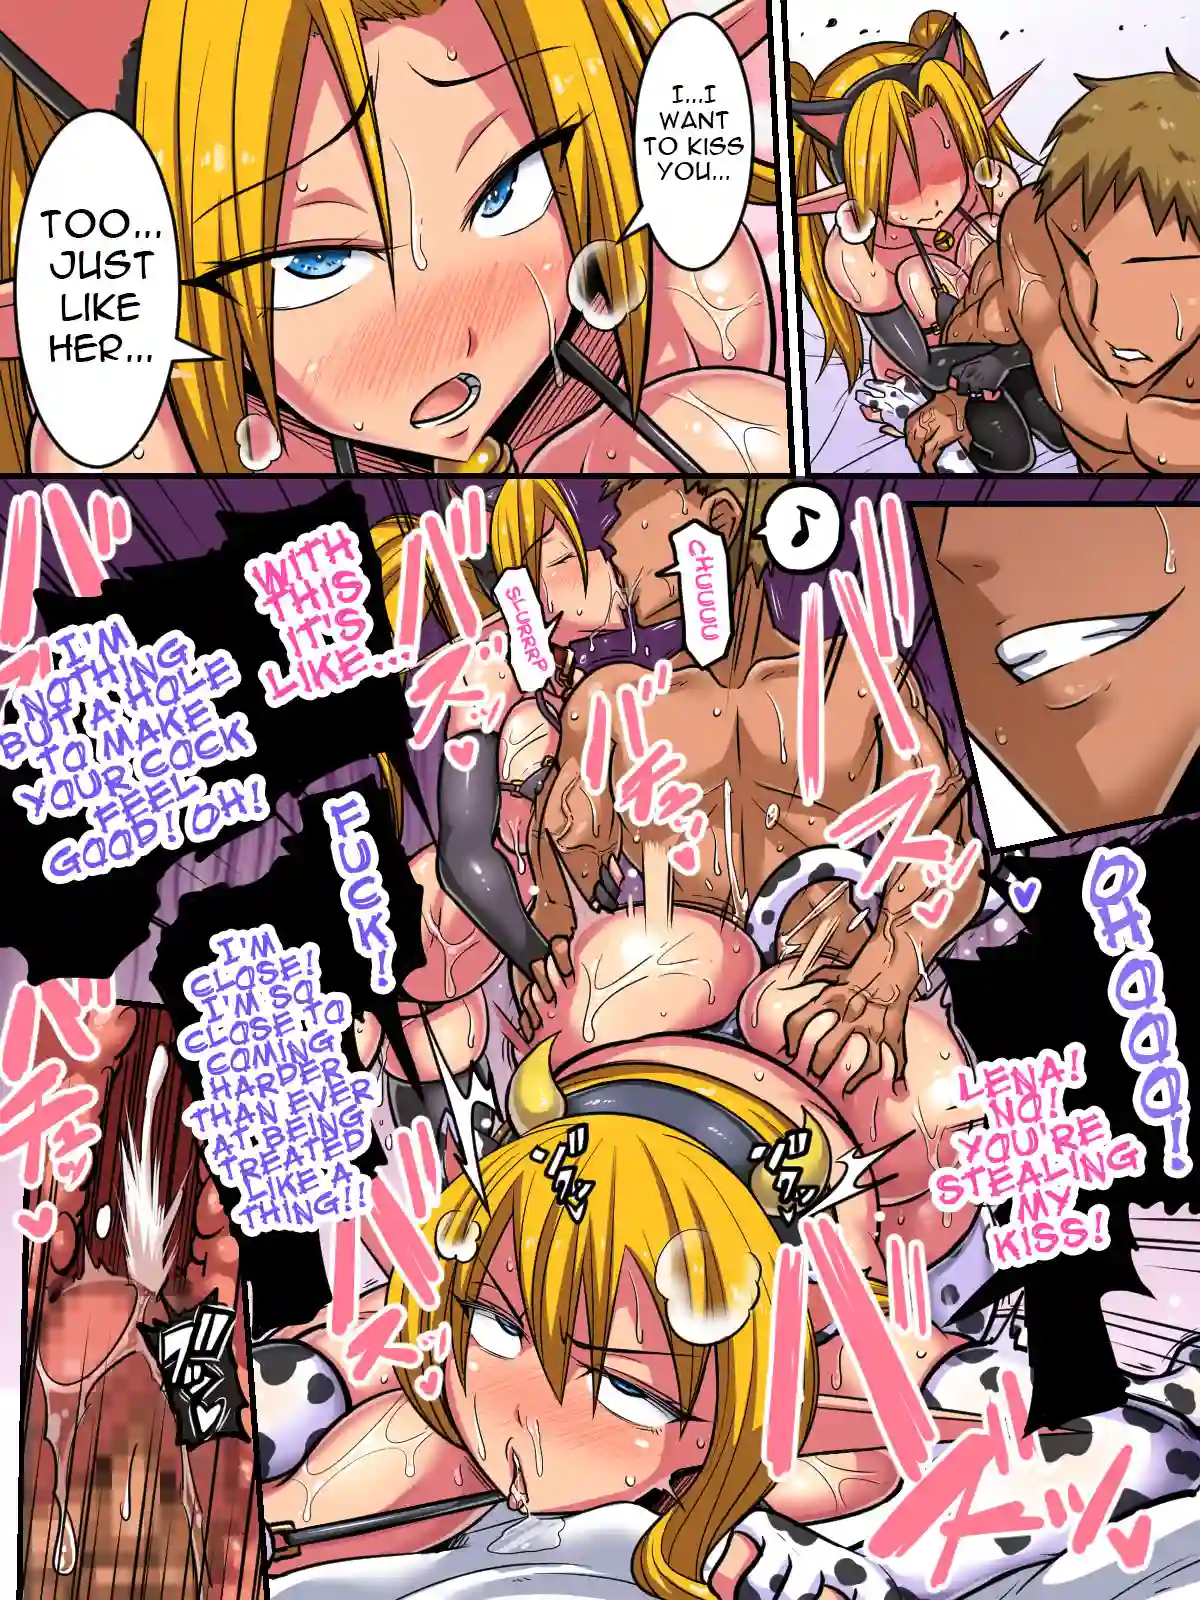 I...I
WANT
TO KISS
YOU...
TOO...
JUST
LIKE
HER...
♪
CHUUUU
SLURRRP
WITH
THIS
IT'S
LIKE...
I'M
NOTHING
BUT A HOLE
TO MAKE
YOUR COCK
FEEL
GOOD! OH!
FUCK!
OHOOO!
I'M
CLOSE!
I'M SO
CLOSE TO
COMING
HARDER
THAN EVER
AT BEING
TREATED
LIKE A
THING!!
LENA!
NO!
YOU'RE
STEALING
MY
KISS!